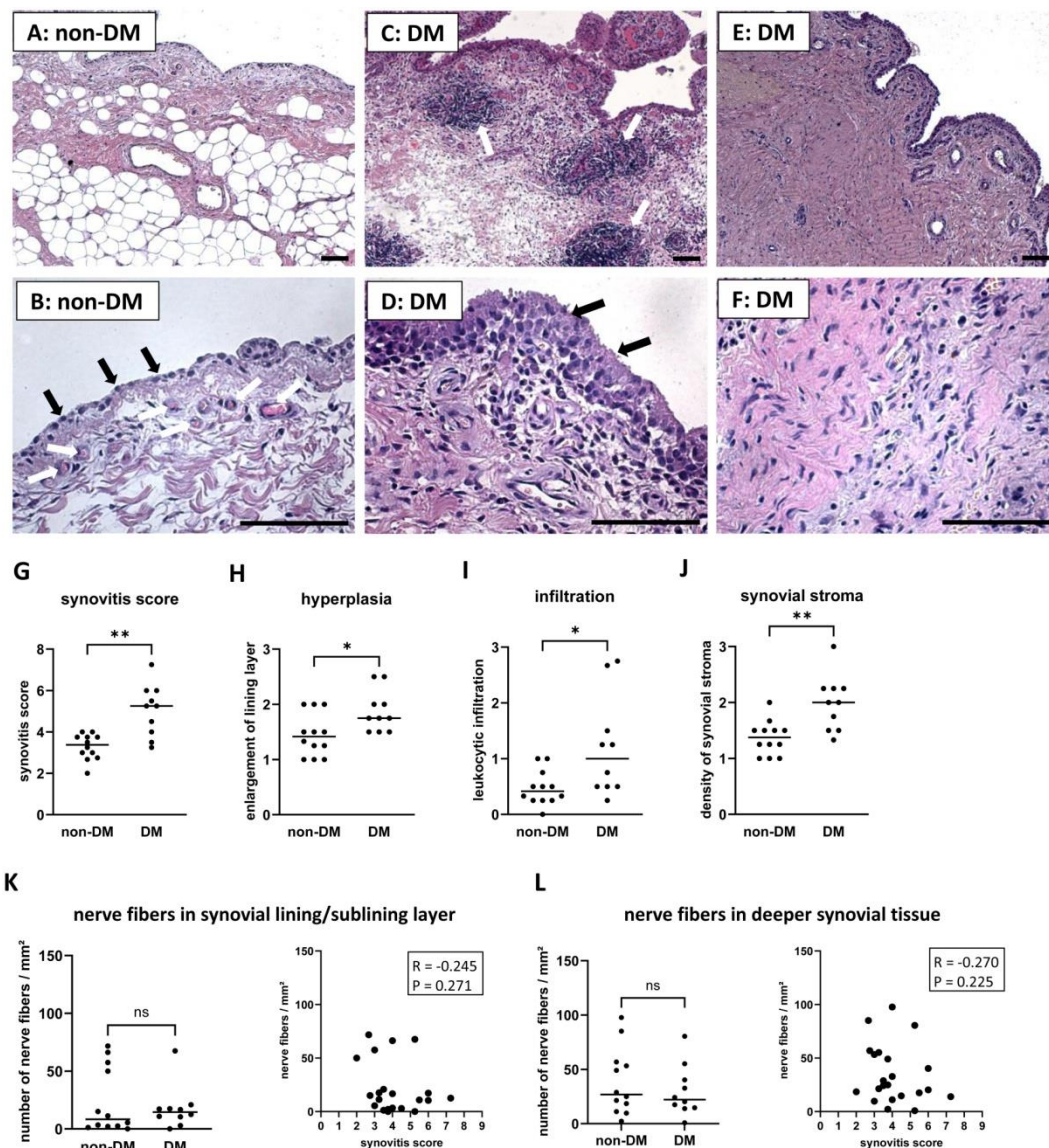 A: non-DM
C: DM
E: DM
B: non-DM
D: DM
F: DM
G
synovitis score
**
synovitis score
8
6
4
2
0
non-DM
DM
H
hyperplasia
*
enlargement of lining layer
3
2
1
0
non-DM
DM
I
infiltration
*
leukocytic infiltration
3
2
1
0
non-DM
DM
J
synovial stroma
**
density of synovial stroma
3
2
1
0
non-DM
DM
K
nerve fibers in synovial lining/sublining layer
number of nerve fibers / mm²
150
100
50
0
ns
non-DM
DM
nerve fibers / mm²
150
100
50
0
R = -0.245
P = 0.271
0 1 2 3 4 5 6 7 8 9
synovitis score
L
nerve fibers in deeper synovial tissue
number of nerve fibers / mm²
150
100
50
0
ns
non-DM
DM
nerve fibers / mm²
150
100
50
0
R = -0.270
P = 0.225
0 1 2 3 4 5 6 7 8 9
synovitis score